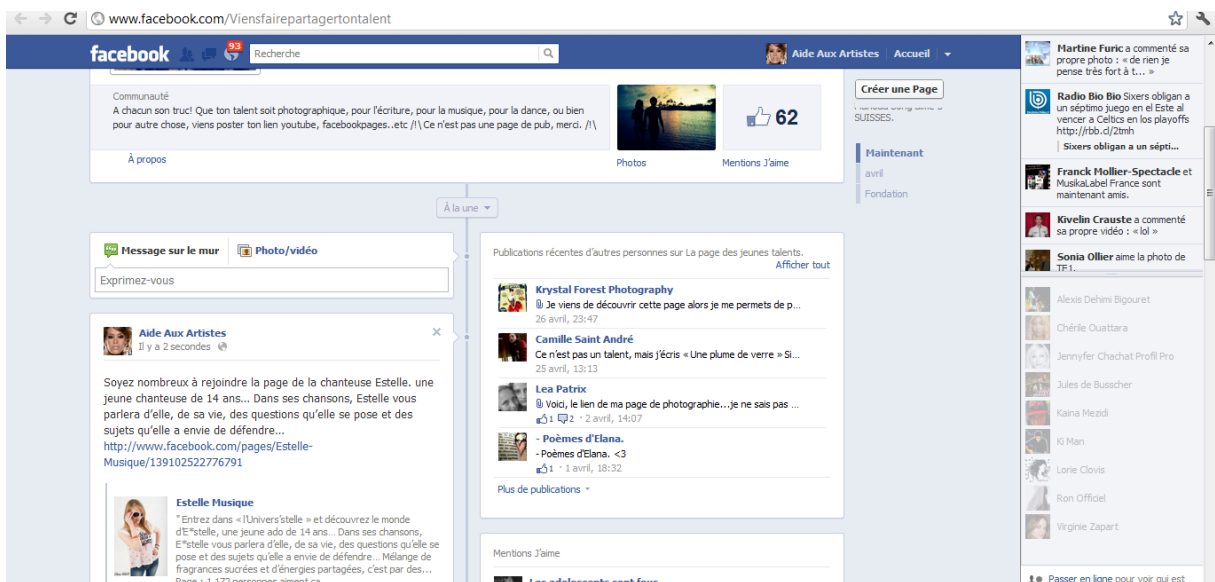 www.facebook.com/Viensfairepartagertontalent
facebook
93
Recherche
Aide Aux Artistes
Accueil
Communauté
A chacun son truc! Que ton talent soit photographique, pour l'écriture, pour la musique, pour la dance, ou bien
pour autre chose, viens poster ton lien youtube, facebookpages..etc /!\ Ce n'est pas une page de pub, merci. /!\
À propos
Photos
62
Mentions J'aime
Créer une Page
SUISSES.
Maintenant
avril
Fondation
À la une
Message sur le mur
Photo/vidéo
Exprimez-vous
Aide Aux Artistes
Il y a 2 secondes
Soyez nombreux à rejoindre la page de la chanteuse Estelle. une
jeune chanteuse de 14 ans... Dans ses chansons, Estelle vous
parlera d'elle, de sa vie, des questions qu'elle se pose et des
sujets qu'elle a envie de défendre...
http://www.facebook.com/pages/Estelle-
Musique/139102522776791
Estelle Musique
"Entrez dans «l'Univers'stelle » et découvrez le monde
d'E*stelle, une jeune ado de 14 ans... Dans ses chansons,
E*stelle vous parlera d'elle, de sa vie, des questions qu'elle se
pose et des sujets qu'elle a envie de défendre... Mélange de
fragrances sucrées et d'énergies partagées, c'est par des...
Page : 1 172 personnes aiment ça
Publications récentes d'autres personnes sur La page des jeunes talents.
Afficher tout
Krystal Forest Photography
Je viens de découvrir cette page alors je me permets de p...
26 avril, 23:47
Camille Saint André
Ce n'est pas un talent, mais j'écris « Une plume de verre » Si...
25 avril, 13:13
Lea Patrix
Voici, le lien de ma page de photographie...je ne sais pas ...
1 2 · 2 avril, 14:07
- Poèmes d'Elana.
- Poèmes d'Elana. <3
1 · 1 avril, 18:32
Plus de publications
Mentions J'aime
Les adolescents sont fous
Martine Furic a commenté sa
propre photo : « de rien je
pense très fort à t... »
Radio Bio Bio Sixers obligan a
un séptimo juego en el Este al
vencer a Celtics en los playoffs
http://rbb.cl/2tmh
Sixers obligan a un sépti...
Franck Mollier-Spectacle et
MusikaLabel France sont
maintenant amis.
Kivelin Crauste a commenté
sa propre vidéo : « lol »
Sonia Ollier aime la photo de
TF1.
Alexis Dehimi Bigouret
Chérile Ouattara
Jennyfer Chachat Profil Pro
Jules de Busscher
Kaina Mezidi
Ki Man
Lorie Clovis
Ron Officiel
Virginie Zapart
Passer en ligne pour voir qui est